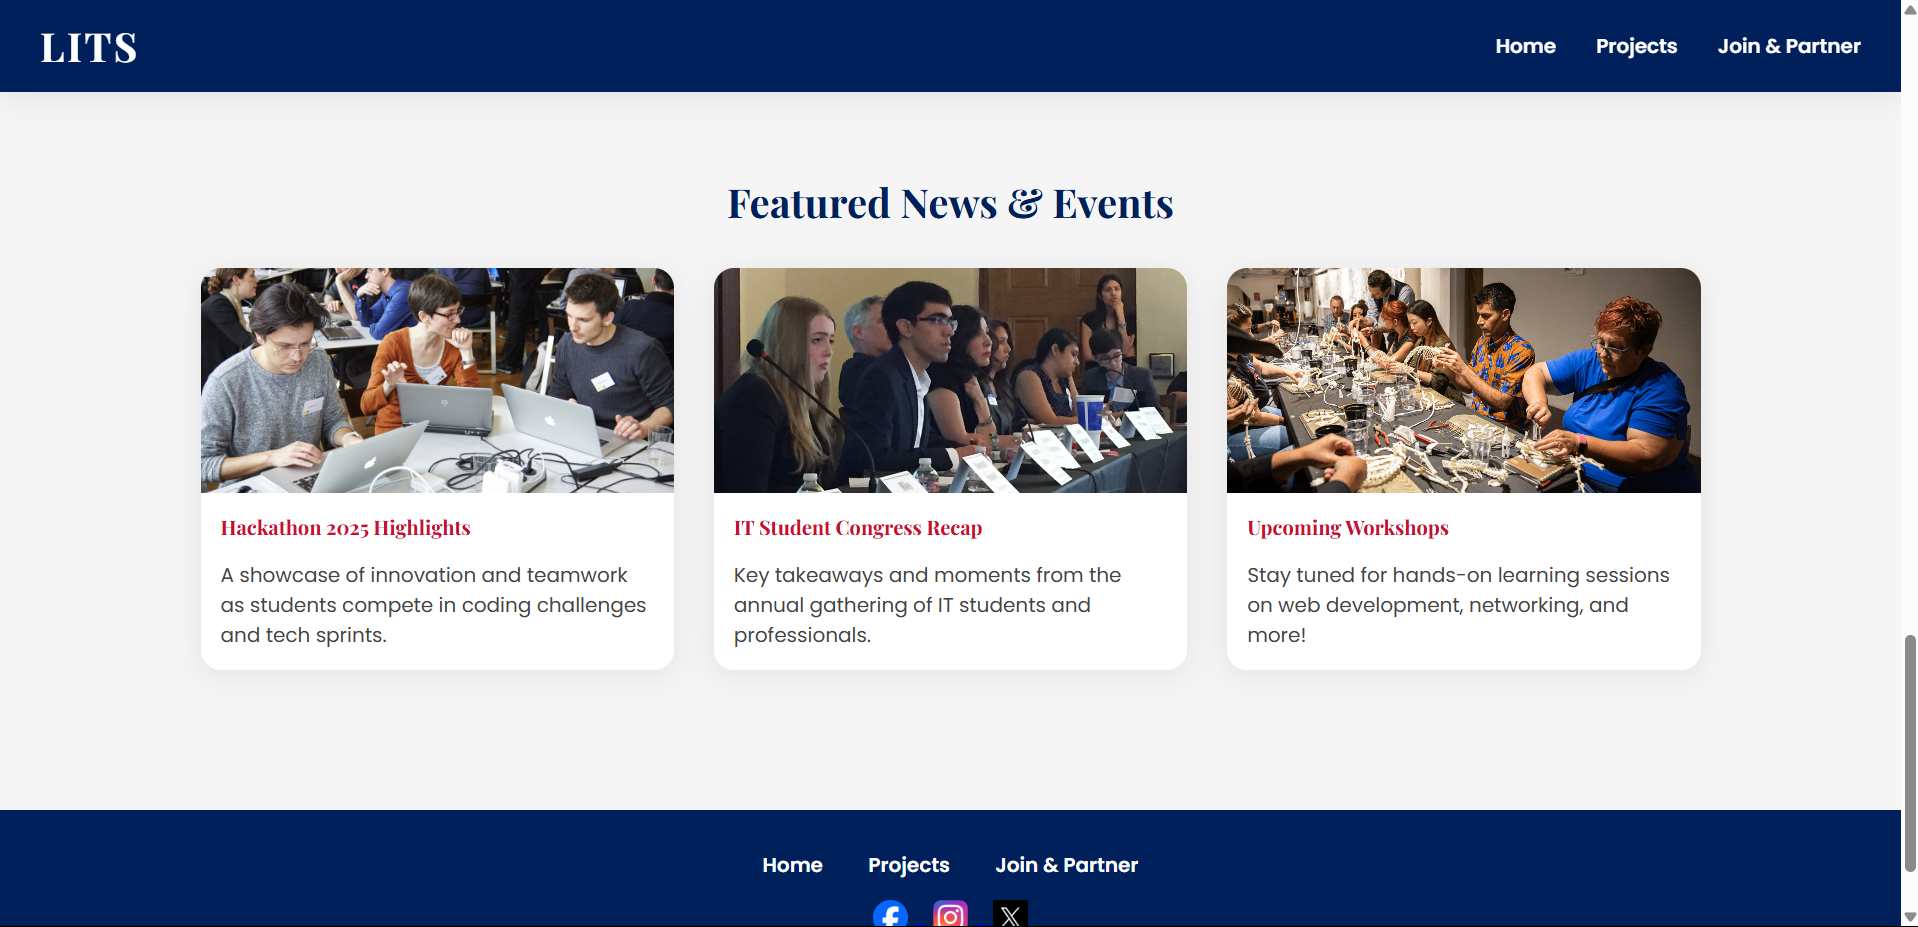 LITS
Home Projects Join & Partner
Featured News & Events
Hackathon 2025 Highlights
A showcase of innovation and teamwork
as students compete in coding challenges
and tech sprints.
IT Student Congress Recap
Key takeaways and moments from the
annual gathering of IT students and
professionals.
Upcoming Workshops
Stay tuned for hands-on learning sessions
on web development, networking, and
more!
Home Projects Join & Partner